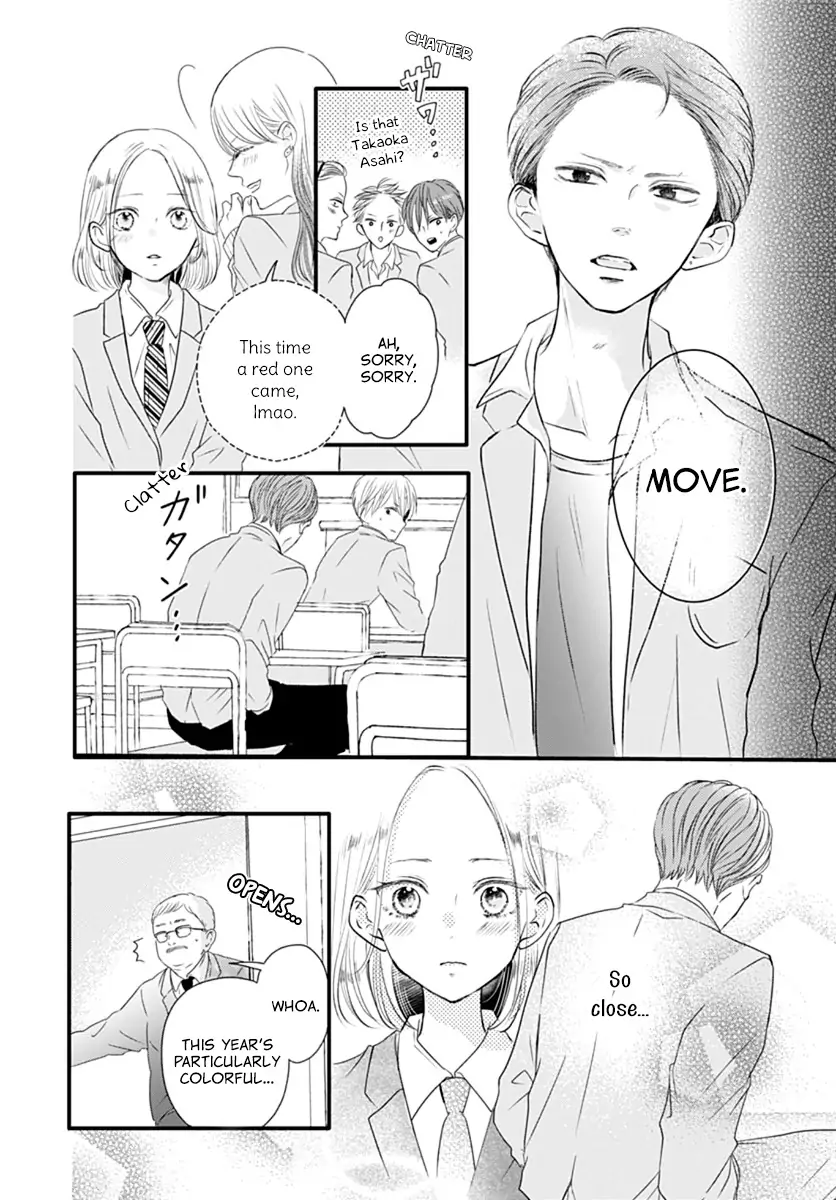 MOVE.
CHATTER
ザワ・・・
Is that
Takaoka
Asahi?
AH,
SORRY,
SORRY.
This time
a red one
came,
lmao.
Clatter
ガタン・・・
So
close...
OPENS...
WHOA.
THIS YEAR'S
PARTICULARLY
COLORFUL...